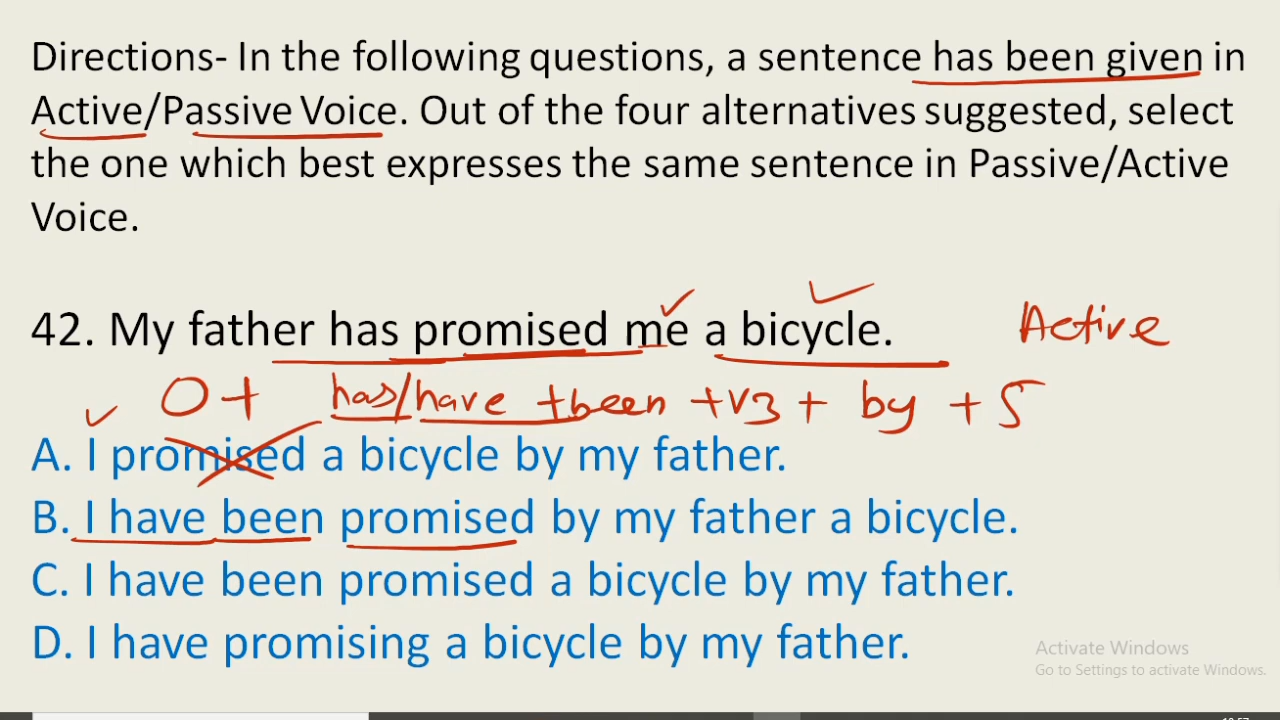 Directions- In the following questions, a sentence has been given in
Active/Passive Voice. Out of the four alternatives suggested, select
the one which best expresses the same sentence in Passive/Active
Voice.
42. My father has promised me a bicycle.
Active
O + has/have + been + v3 + by + S
A. I promised a bicycle by my father.
B. I have been promised by my father a bicycle.
C. I have been promised a bicycle by my father.
D. I have promising a bicycle by my father.
Activate Windows
Go to Settings to activate Windows.